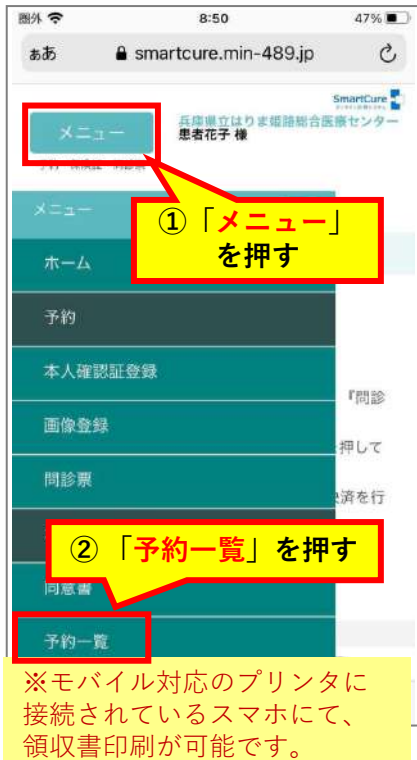 圏外 8:50 47%
ぁあ smartcure.min-489.jp
SmartCure
メニュー
兵庫県立はりま姫路総合医療センター
患者花子 様
メニュー
①「メニュー」
を押す
ホーム
予約
本人確認証登録
『問診
画像登録
押して
問診票
済を行
②「予約一覧」を押す
同意書
予約一覧
※モバイル対応のプリンタに
接続されているスマホにて、
領収書印刷が可能です。